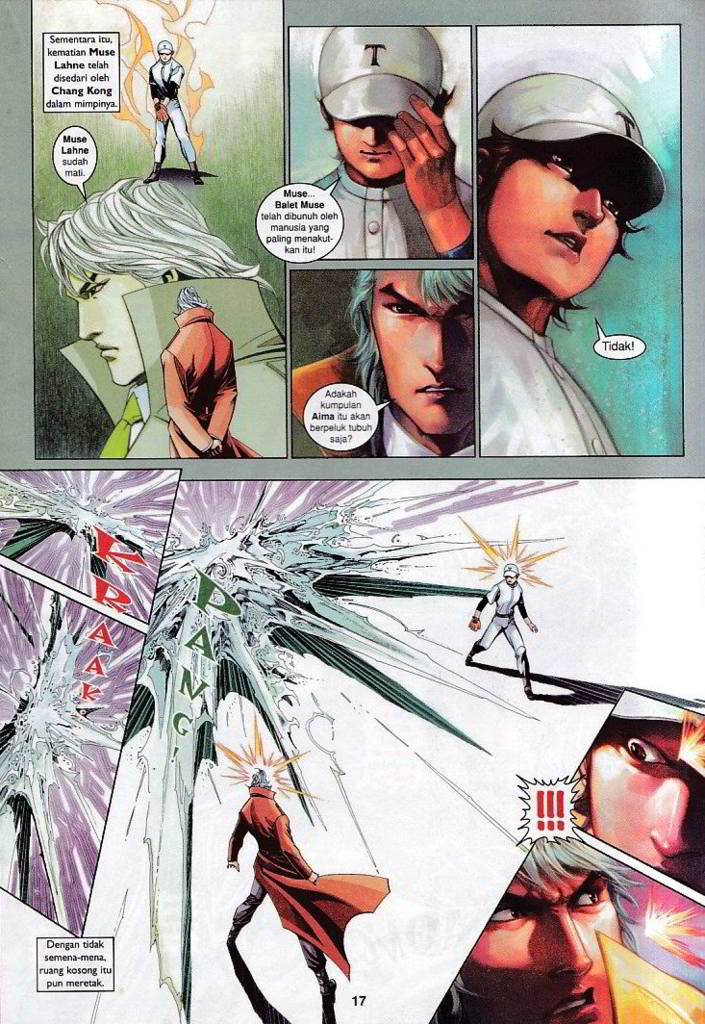 Sementara itu,
kematian Muse
Lahne telah
disedari oleh
Chang Kong
dalam mimpinya.
Muse
Lahne
sudah
mati.
T
Muse...
Balet Muse
telah dibunuh oleh
manusia yang
paling menakut-
kan itu!
T
Tidak!
Adakah
kumpulan
Aima itu akan
berpeluk tubuh
saja?
KRAAK
PANG!
!!!
Dengan tidak
semena-mena,
ruang kosong itu
pun meretak.
17